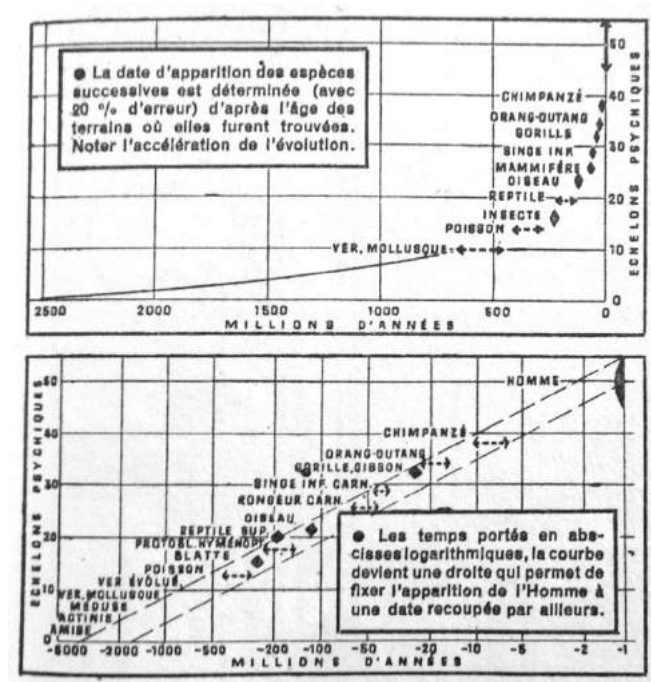 50
● La date d'apparition des espèces
successives est déterminée (avec
20 % d'erreur) d'après l'âge des
terrains où elles furent trouvées.
Noter l'accélération de l'évolution.
40
CHIMPANZÉ
ORANG-OUTANG
GORILLE
SINGE INF.
30
MAMMIFÈRE
OISEAU
REPTILE
20
INSECTE
POISSON
VER, MOLLUSQUE
10
0
ECHELONS PSYCHIQUES
2500 2000 1000 500 0
MILLIONS D'ANNÉES
ECHELONS PSYCHIQUES
50
HOMME
40
CHIMPANZÉ
ORANG-OUTANG
GORILLE, GIBBON
30
SINGE INF. CARN.
RONGEUR CARN.
OISEAU
REPTILE SUP.
20
PROTOBL. HYMÉNOPT.
BLATTE
POISSON
VER ÉVOLUÉ
10
VER, MOLLUSQUE
MÉDUSE
ACTINIE
AMIBE
0
● Les temps portés en abs-
cisses logarithmiques, la courbe
devient une droite qui permet de
fixer l'apparition de l'Homme à
une date recoupée par ailleurs.
-5000 -3000 -2000 -1000 -500 -200 -100 -50 -20 -10 -5 -2 -1
MILLIONS D'ANNÉES